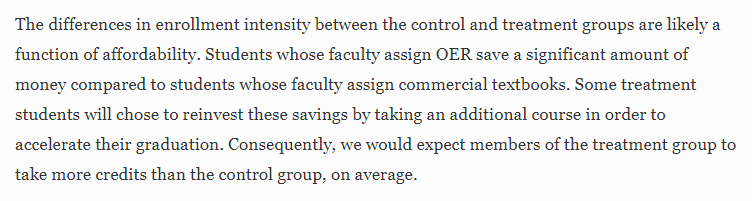 The differences in enrollment intensity between the control and treatment groups are likely a
function of affordability. Students whose faculty assign OER save a significant amount of
money compared to students whose faculty assign commercial textbooks. Some treatment
students will chose to reinvest these savings by taking an additional course in order to
accelerate their graduation. Consequently, we would expect members of the treatment group to
take more credits than the control group, on average.